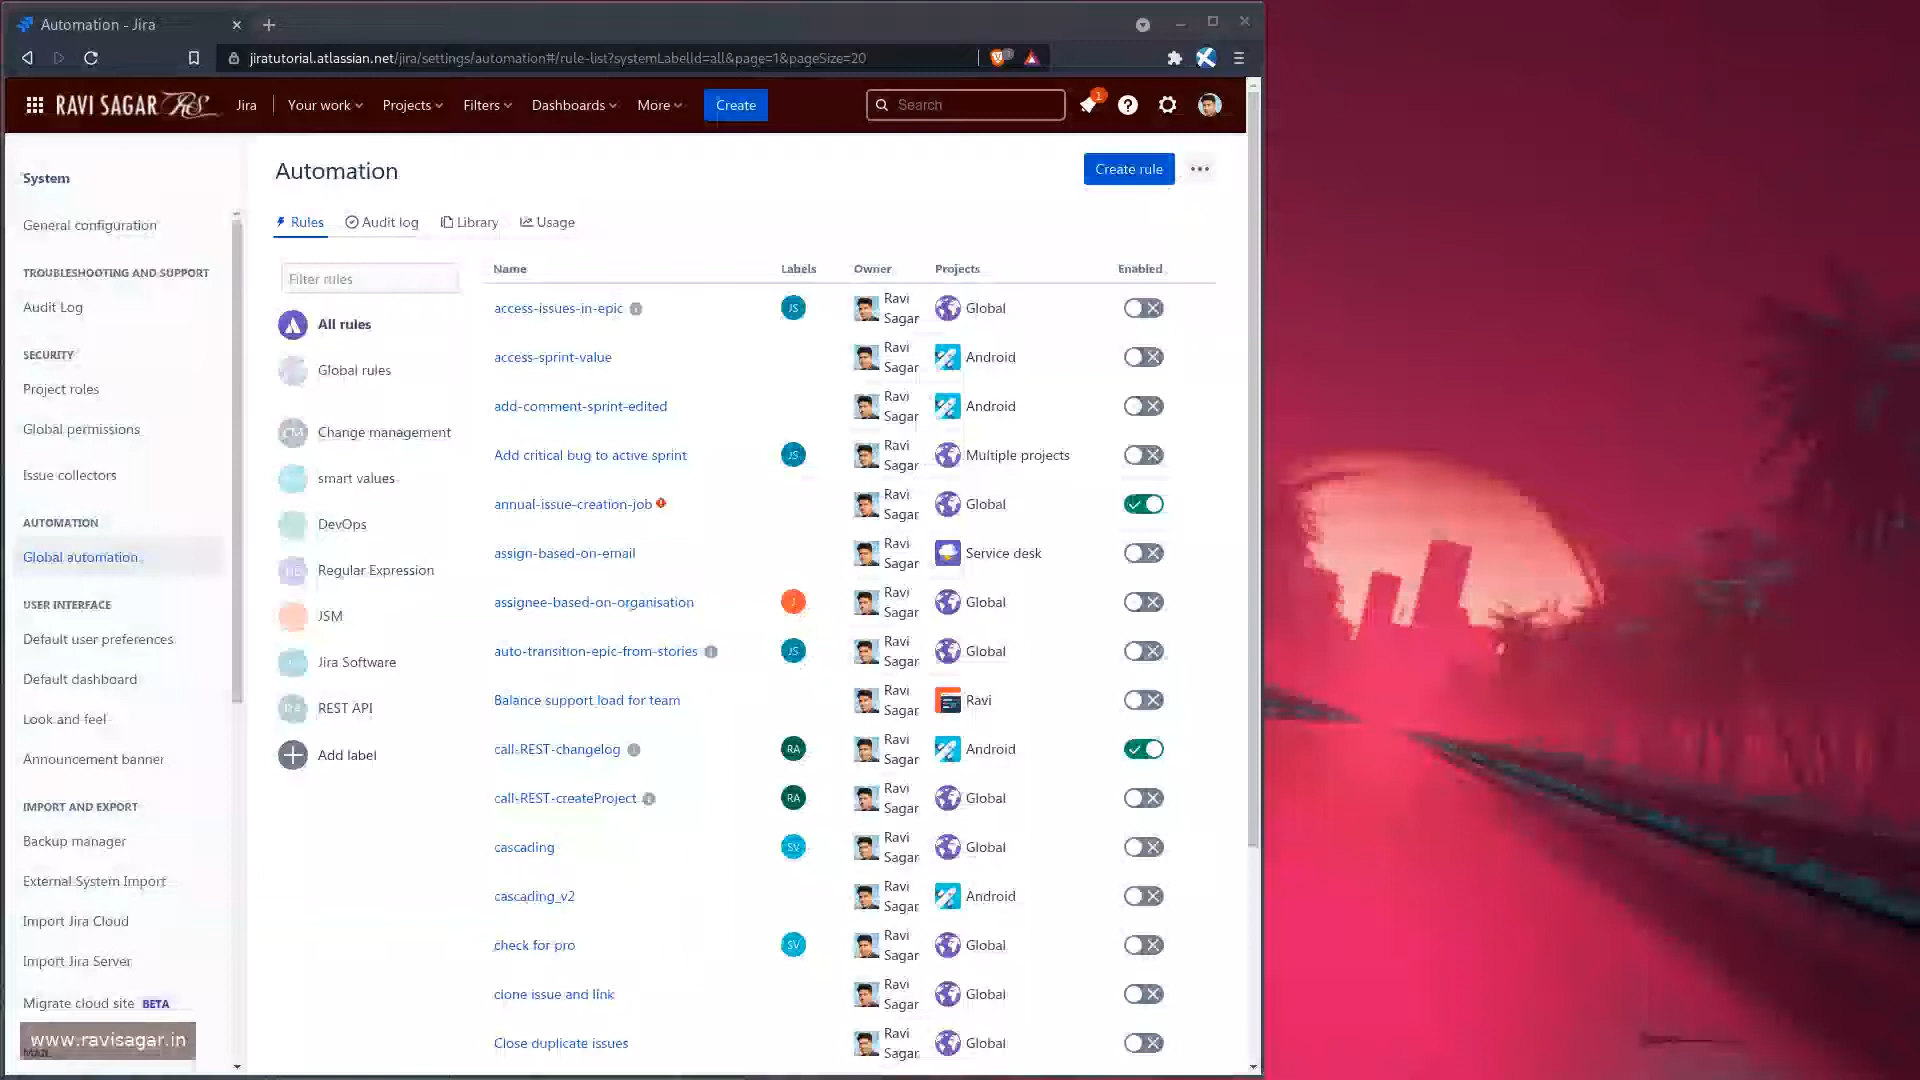 Automation - Jira
jiratutorial.atlassian.net/jira/settings/automation#/rule-list?systemLabelId=all&page=1&pageSize=20
RAVI SAGAR RS
Jira
Your work
Projects
Filters
Dashboards
More
Create
Search
1
System
General configuration
TROUBLESHOOTING AND SUPPORT
Audit Log
SECURITY
Project roles
Global permissions
Issue collectors
AUTOMATION
Global automation
USER INTERFACE
Default user preferences
Default dashboard
Look and feel
Announcement banner
IMPORT AND EXPORT
Backup manager
External System Import
Import Jira Cloud
Import Jira Server
Migrate cloud site BETA
www.ravisagar.in
MAIL
Automation
Create rule
Rules
Audit log
Library
Usage
Filter rules
All rules
Global rules
CM Change management
smart values
DevOps
Regular Expression
JSM
Jira Software
REST API
Add label
Name Labels Owner Projects Enabled
access-issues-in-epic JS Ravi Sagar Global
access-sprint-value Ravi Sagar Android
add-comment-sprint-edited Ravi Sagar Android
Add critical bug to active sprint JS Ravi Sagar Multiple projects
annual-issue-creation-job Ravi Sagar Global
assign-based-on-email Ravi Sagar Service desk
assignee-based-on-organisation J Ravi Sagar Global
auto-transition-epic-from-stories JS Ravi Sagar Global
Balance support load for team Ravi Sagar Ravi
call-REST-changelog RA Ravi Sagar Android
call-REST-createProject RA Ravi Sagar Global
cascading SV Ravi Sagar Global
cascading_v2 Ravi Sagar Android
check for pro SV Ravi Sagar Global
clone issue and link Ravi Sagar Global
Close duplicate issues Ravi Sagar Global